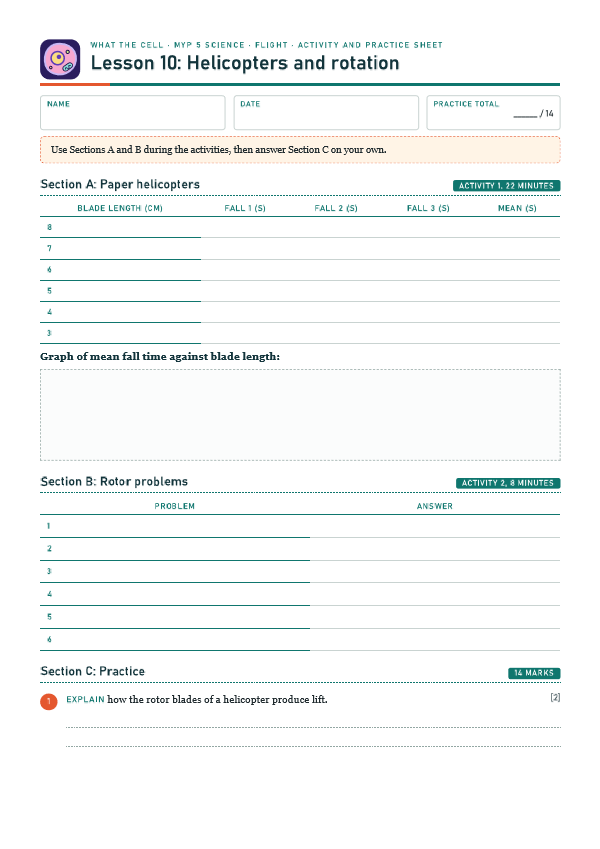 WHAT THE CELL · MYP 5 SCIENCE · FLIGHT · ACTIVITY AND PRACTICE SHEET
Lesson 10: Helicopters and rotation
NAME
DATE
PRACTICE TOTAL
_____ / 14
Use Sections A and B during the activities, then answer Section C on your own.
Section A: Paper helicopters
ACTIVITY 1, 22 MINUTES
BLADE LENGTH (CM) FALL 1 (S) FALL 2 (S) FALL 3 (S) MEAN (S)
8
7
6
5
4
3
Graph of mean fall time against blade length:
Section B: Rotor problems
ACTIVITY 2, 8 MINUTES
PROBLEM ANSWER
1
2
3
4
5
6
Section C: Practice
14 MARKS
1 EXPLAIN how the rotor blades of a helicopter produce lift. [2]